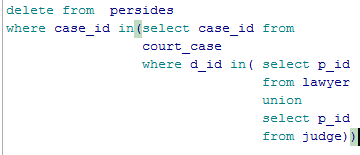 delete from persides
where case_id in(select case_id from
court_case
where d_id in( select p_id
from lawyer
union
select p_id
from judge))